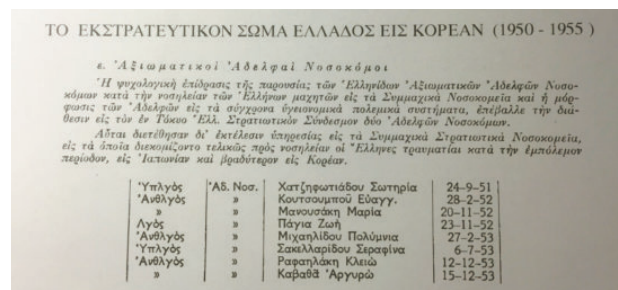 ΤΟ ΕΚΣΤΡΑΤΕΥΤΙΚΟΝ ΣΩΜΑ ΕΛΛΑΔΟΣ ΕΙΣ ΚΟΡΕΑΝ (1950 - 1955 )
ε. Ἀξιωματικοὶ Ἀδελφαὶ Νοσοκόμοι
Ἡ ψυχολογικὴ ἐπίδρασις τῆς παρουσίας τῶν Ἑλληνίδων Ἀξιωματικῶν Ἀδελφῶν Νοσο-
κόμων κατὰ τὴν νοσηλείαν τῶν Ἑλλήνων μαχητῶν εἰς τὰ Συμμαχικὰ Νοσοκομεῖα καὶ ἡ μόρ-
φωσις τῶν Ἀδελφῶν εἰς τὰ σύγχρονα ὑγειονομικὰ πολεμικὰ συστήματα, ἐπέβαλλε τὴν διά-
θεσιν εἰς τὸν ἐν Τόκυο Ἑλλ. Στρατιωτικὸν Σύνδεσμον δύο Ἀδελφῶν Νοσοκόμων.
Αὗται διετέθησαν δι' ἐκτέλεσιν ὑπηρεσίας εἰς τὰ Συμμαχικὰ Στρατιωτικὰ Νοσοκομεῖα,
εἰς τὰ ὁποῖα διεκομίζοντο τελικῶς πρὸς νοσηλείαν οἱ Ἕλληνες τραυματίαι κατὰ τὴν ἐμπόλεμον
περίοδον, εἰς Ἰαπωνίαν καὶ βραδύτερον εἰς Κορέαν.
Ὑπλγὸς Ἀδ. Νοσ. Χατζηφωτιάδου Σωτηρία 24-9-51
Ἀνθλγὸς » Κουτσουμποῦ Εὐαγγ. 28-2-52
» » Μανουσάκη Μαρία 20-11-52
Λγὸς » Πάγια Ζωὴ 23-11-52
Ἀνθλγὸς » Μιχαηλίδου Πολύμνια 27-2-53
Ὑπλγὸς » Σακελλαρίδου Σεραφίνα 6-7-53
Ἀνθλγὸς » Ραφαηλάκη Κλειὼ 12-12-53
» » Καβαθᾶ Ἀργυρὼ 15-12-53